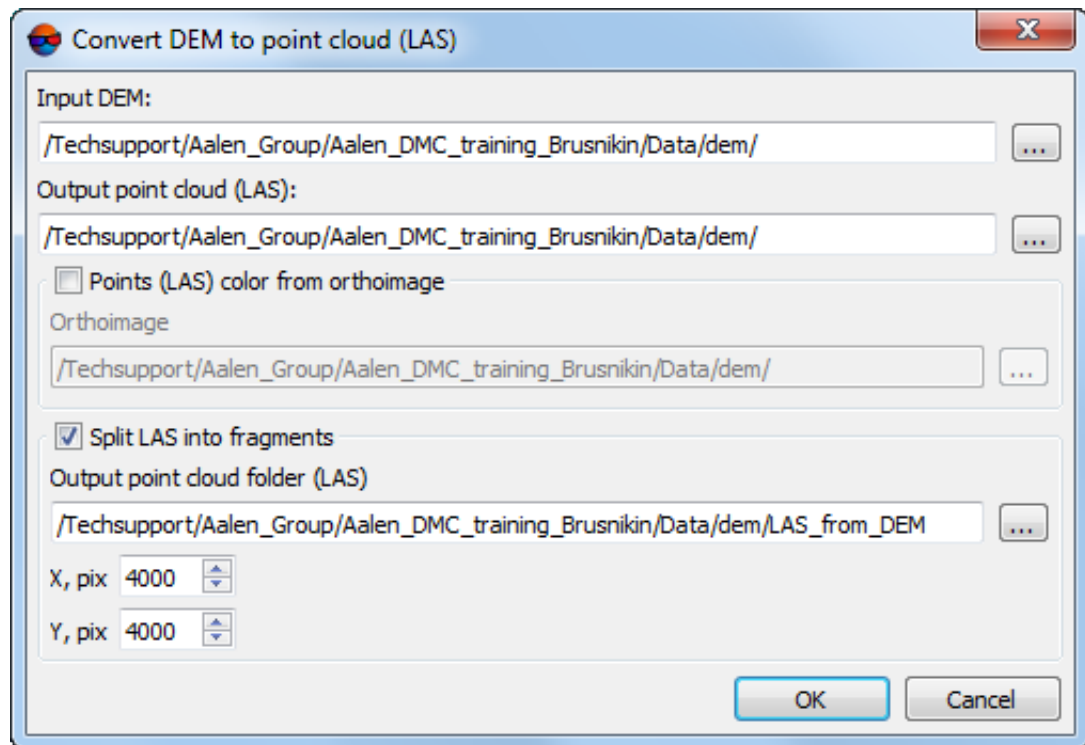 Convert DEM to point cloud (LAS)
Input DEM:
/Techsupport/Aalen_Group/Aalen_DMC_training_Brusnikin/Data/dem/
...
Output point cloud (LAS):
/Techsupport/Aalen_Group/Aalen_DMC_training_Brusnikin/Data/dem/
...
Points (LAS) color from orthoimage
Orthoimage
/Techsupport/Aalen_Group/Aalen_DMC_training_Brusnikin/Data/dem/
...
Split LAS into fragments
Output point cloud folder (LAS)
/Techsupport/Aalen_Group/Aalen_DMC_training_Brusnikin/Data/dem/LAS_from_DEM
...
X, pix 4000
Y, pix 4000
OK Cancel